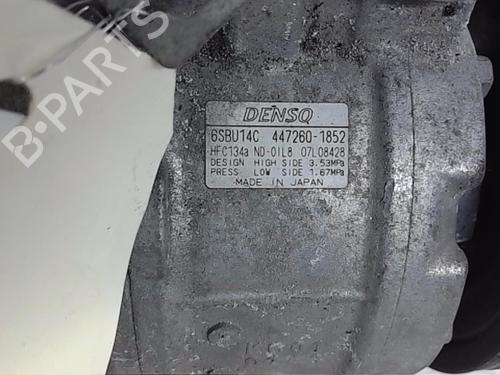 B-PARTS
DENSO
6SBU14C 447260-1852
HFC134a ND-OIL8 07L08428
DESIGN HIGH SIDE 3.53MPa
PRESS. LOW SIDE 1.67MPa
MADE IN JAPAN